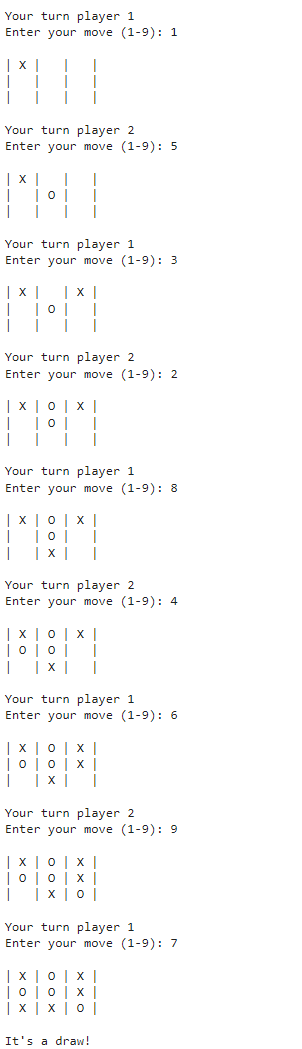 Your turn player 1
Enter your move (1-9): 1
| X |   |   |
|   |   |   |
|   |   |   |
Your turn player 2
Enter your move (1-9): 5
| X |   |   |
|   | O |   |
|   |   |   |
Your turn player 1
Enter your move (1-9): 3
| X |   | X |
|   | O |   |
|   |   |   |
Your turn player 2
Enter your move (1-9): 2
| X | O | X |
|   | O |   |
|   |   |   |
Your turn player 1
Enter your move (1-9): 8
| X | O | X |
|   | O |   |
|   | X |   |
Your turn player 2
Enter your move (1-9): 4
| X | O | X |
| O | O |   |
|   | X |   |
Your turn player 1
Enter your move (1-9): 6
| X | O | X |
| O | O | X |
|   | X |   |
Your turn player 2
Enter your move (1-9): 9
| X | O | X |
| O | O | X |
|   | X | O |
Your turn player 1
Enter your move (1-9): 7
| X | O | X |
| O | O | X |
| X | X | O |
It's a draw!